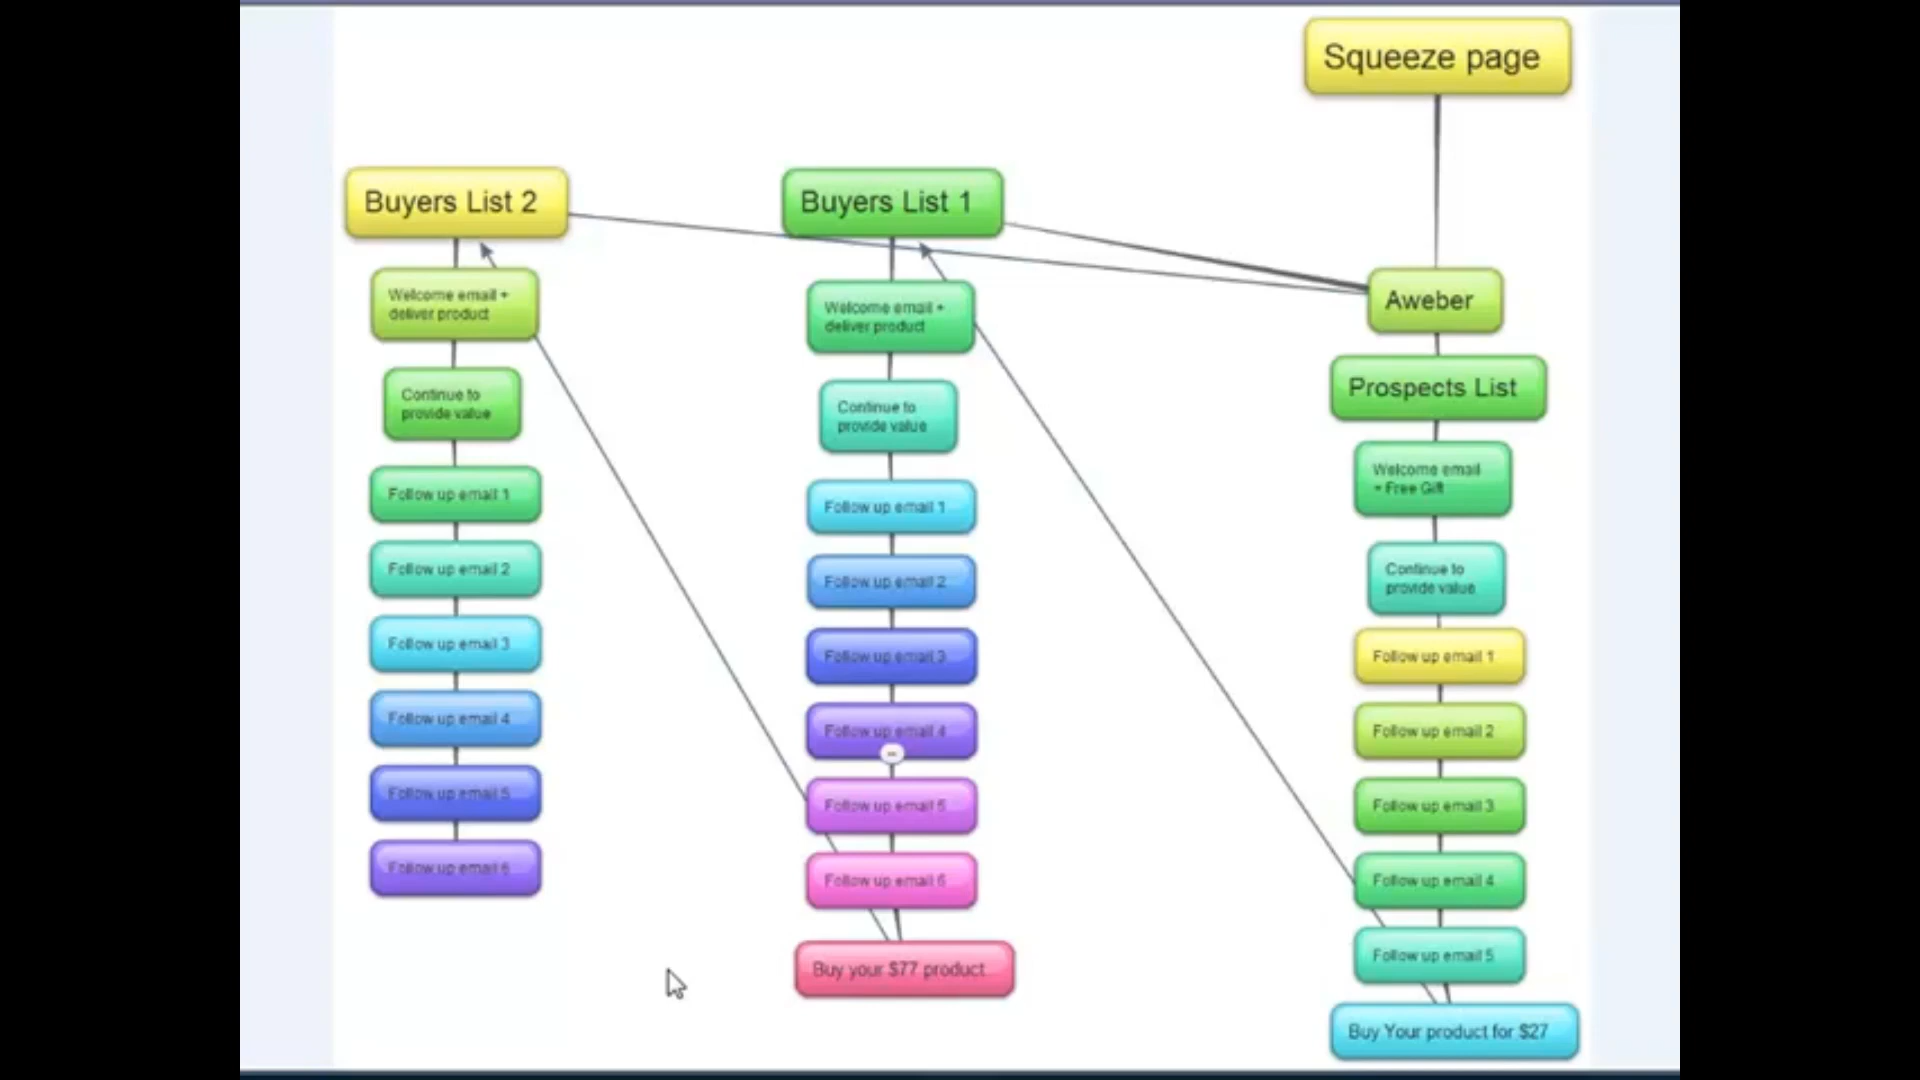 Squeeze page
Buyers List 2
Welcome email +
deliver product
Continue to
provide value
Follow up email 1
Follow up email 2
Follow up email 3
Follow up email 4
Follow up email 5
Follow up email 6
Buyers List 1
Welcome email +
deliver product
Continue to
provide value
Follow up email 1
Follow up email 2
Follow up email 3
Follow up email 4
Follow up email 5
Follow up email 6
Buy your $77 product
Aweber
Prospects List
Welcome email
+ Free Gift
Continue to
provide value
Follow up email 1
Follow up email 2
Follow up email 3
Follow up email 4
Follow up email 5
Buy Your product for $27